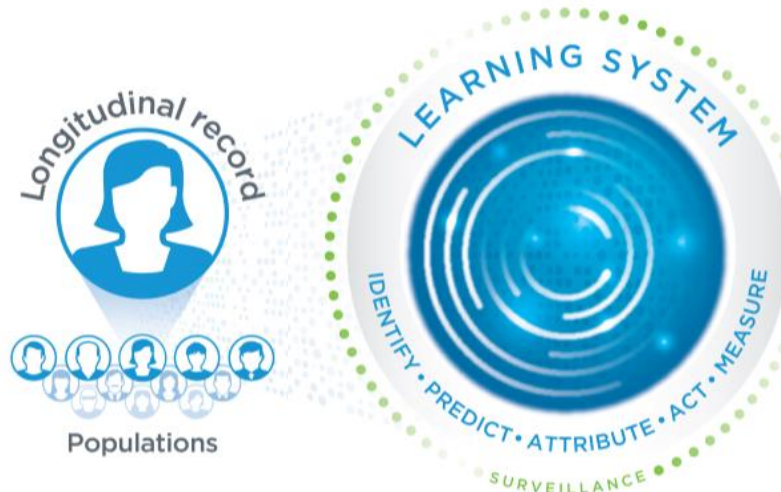 Longitudinal record
Populations
LEARNING SYSTEM
IDENTIFY • PREDICT • ATTRIBUTE • ACT • MEASURE
SURVEILLANCE